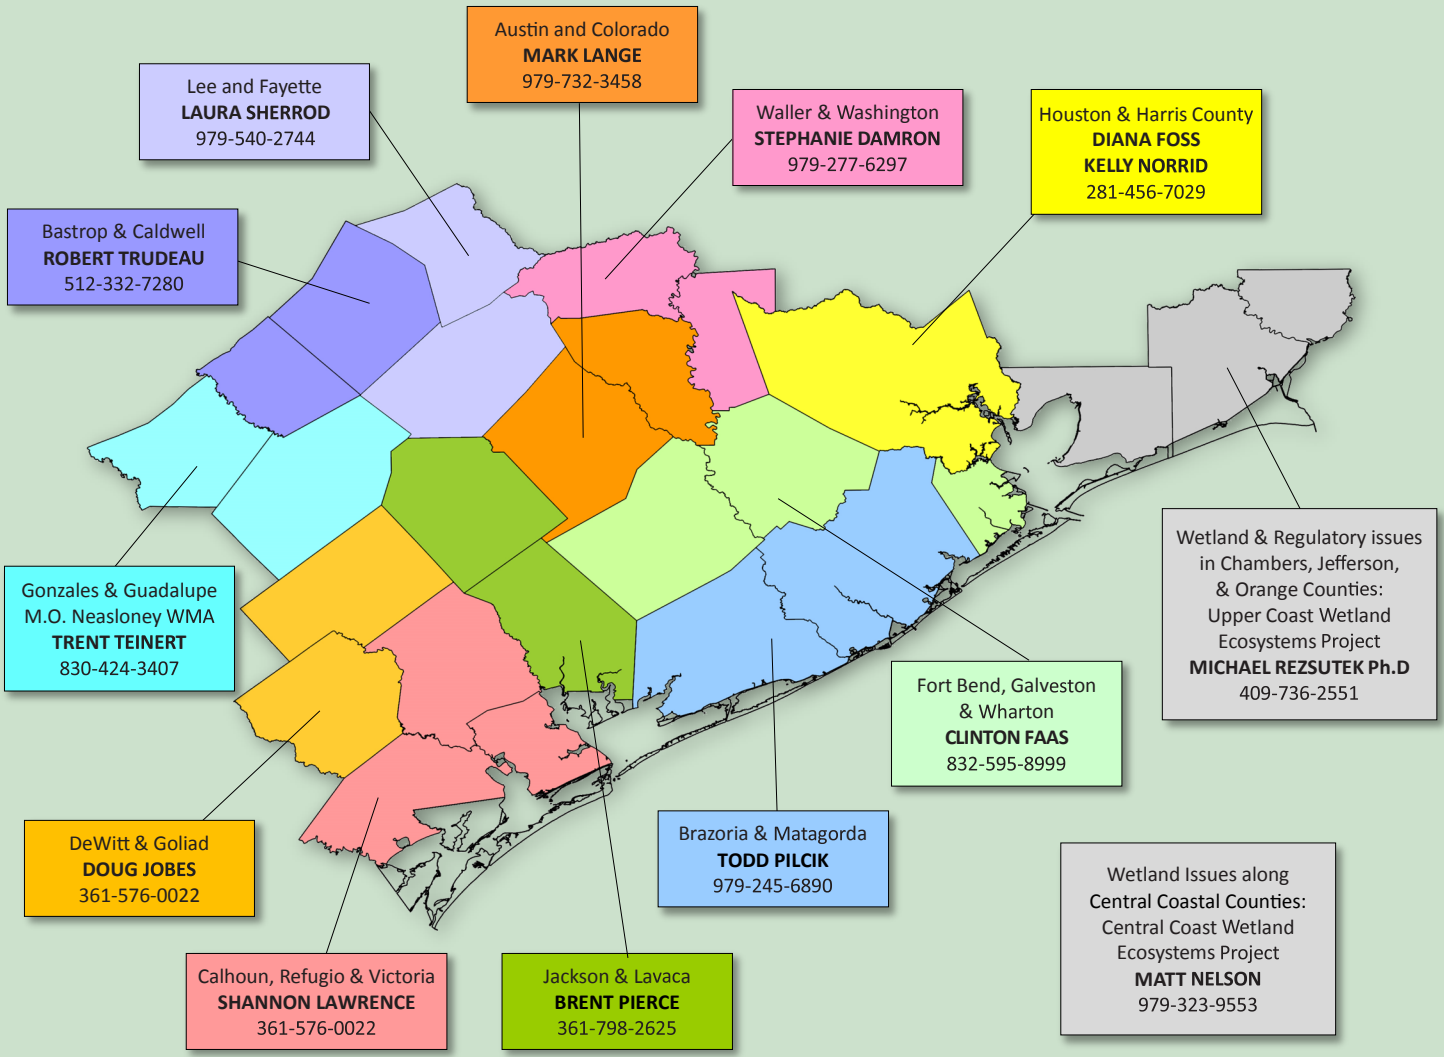 Austin and Colorado
MARK LANGE
979-732-3458
Lee and Fayette
LAURA SHERROD
979-540-2744
Waller & Washington
STEPHANIE DAMRON
979-277-6297
Houston & Harris County
DIANA FOSS
KELLY NORRID
281-456-7029
Bastrop & Caldwell
ROBERT TRUDEAU
512-332-7280
Gonzales & Guadalupe
M.O. Neasloney WMA
TRENT TEINERT
830-424-3407
Wetland & Regulatory issues
in Chambers, Jefferson,
& Orange Counties:
Upper Coast Wetland
Ecosystems Project
MICHAEL REZSUTEK Ph.D
409-736-2551
Fort Bend, Galveston
& Wharton
CLINTON FAAS
832-595-8999
DeWitt & Goliad
DOUG JOBES
361-576-0022
Brazoria & Matagorda
TODD PILCIK
979-245-6890
Wetland Issues along
Central Coastal Counties:
Central Coast Wetland
Ecosystems Project
MATT NELSON
979-323-9553
Calhoun, Refugio & Victoria
SHANNON LAWRENCE
361-576-0022
Jackson & Lavaca
BRENT PIERCE
361-798-2625